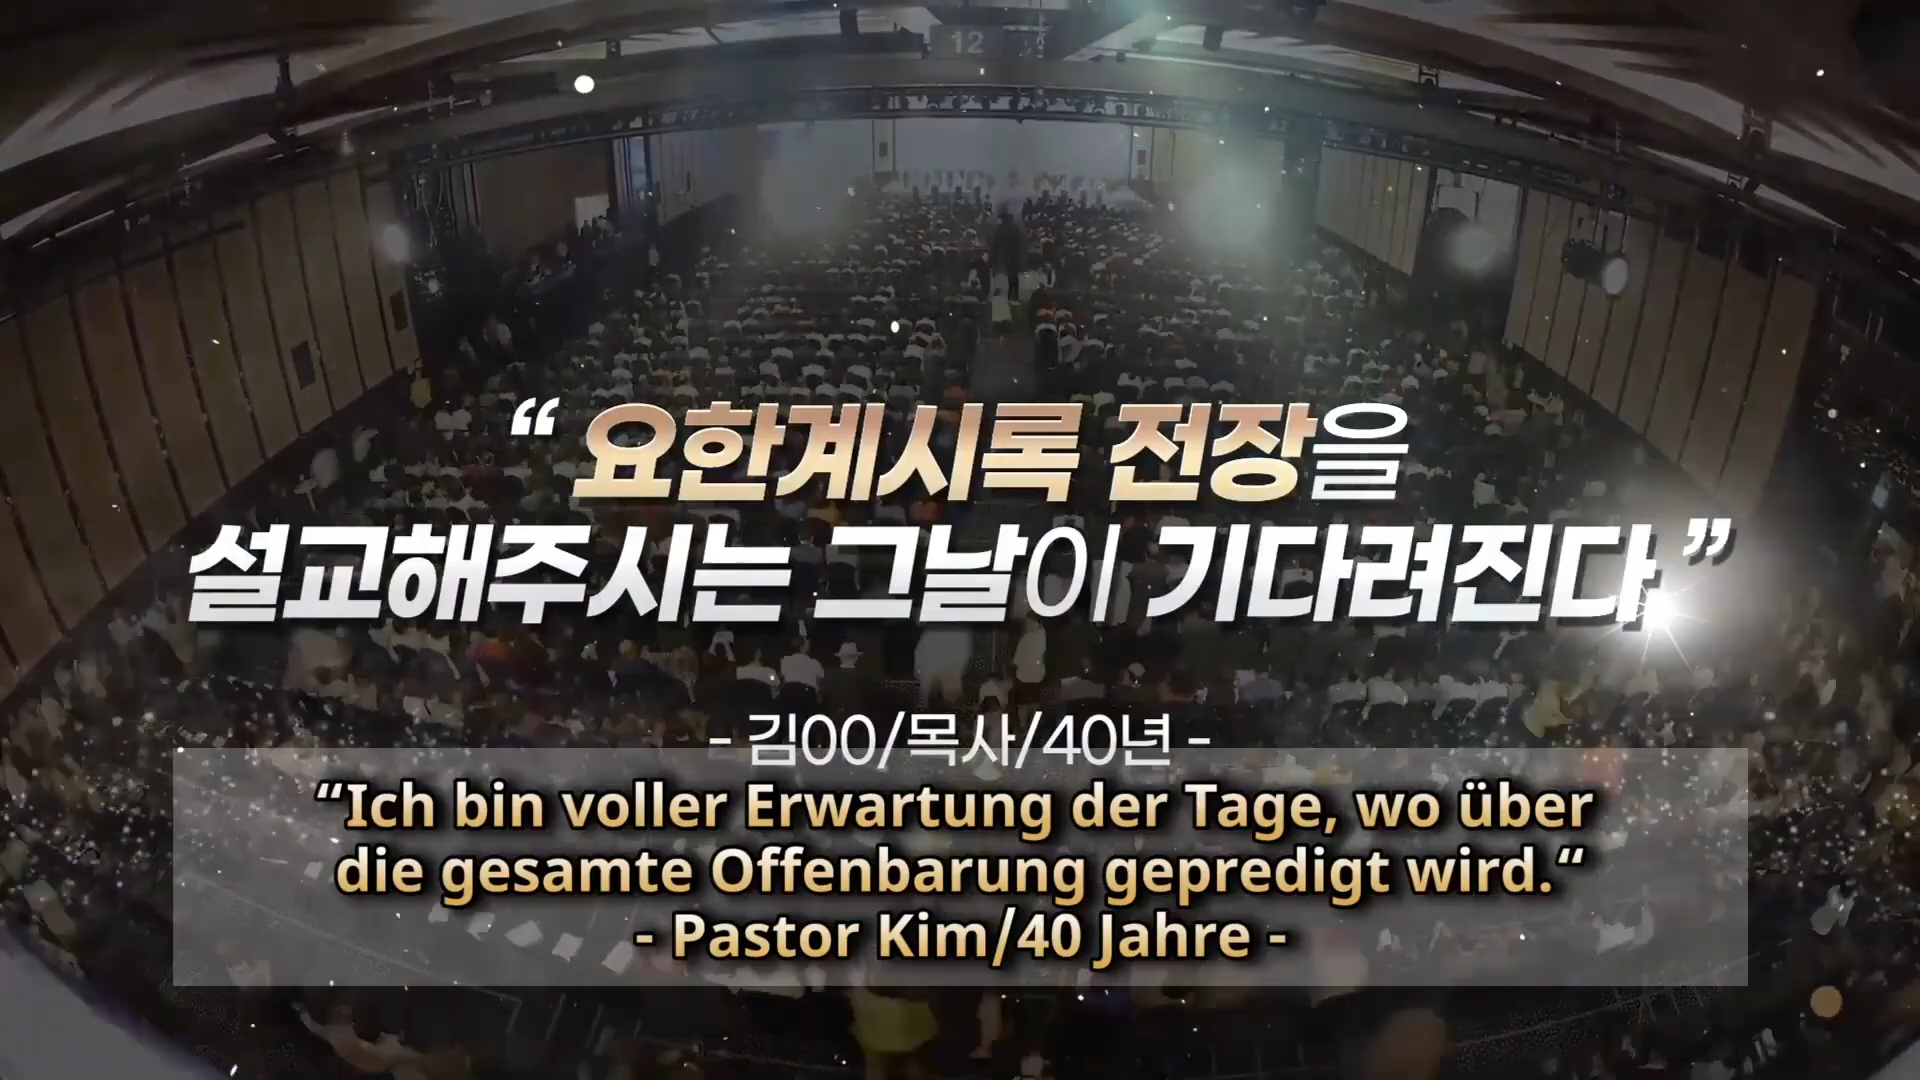 12
“요한계시록 전장을
설교해주시는 그날이 기다려진다.”
- 김OO/목사/40년 -
“Ich bin voller Erwartung der Tage, wo über
die gesamte Offenbarung gepredigt wird.“
- Pastor Kim/40 Jahre -